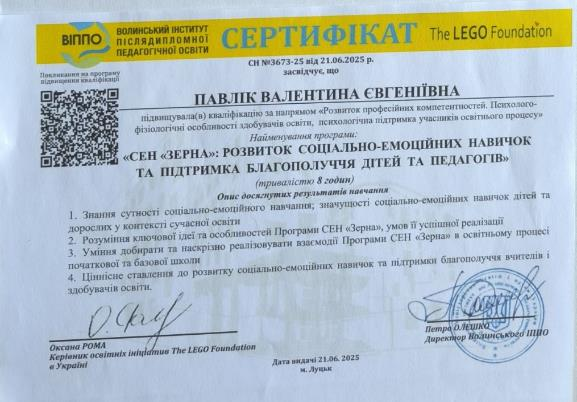 ВІППО
ВОЛИНСЬКИЙ ІНСТИТУТ
ПІСЛЯДИПЛОМНОЇ
ПЕДАГОГІЧНОЇ ОСВІТИ
СЕРТИФІКАТ
The LEGO Foundation
Покликання на програму
підвищення кваліфікації
СН №3673-25 від 21.06.2025 р.
засвідчує, що
ПАВЛІК ВАЛЕНТИНА ЄВГЕНІЇВНА
підвищувала(в) кваліфікацію за напрямом «Розвиток професійних компетентностей. Психолого-
фізіологічні особливості здобувачів освіти, психологічна підтримка учасників освітнього процесу»
Найменування програми:
«СЕН «ЗЕРНА»: РОЗВИТОК СОЦІАЛЬНО-ЕМОЦІЙНИХ НАВИЧОК
ТА ПІДТРИМКА БЛАГОПОЛУЧЧЯ ДІТЕЙ ТА ПЕДАГОГІВ»
(тривалістю 8 годин)
Опис досягнутих результатів навчання
1. Знання сутності соціально-емоційного навчання; значущості соціально-емоційних навичок дітей та
дорослих у контексті сучасної освіти
2. Розуміння ключової ідеї та особливостей Програми СЕН «Зерна», умов її успішної реалізації
3. Уміння добирати та наскрізно реалізовувати взаємодії Програми СЕН «Зерна» в освітньому процесі
початкової та базової школи
4. Ціннісне ставлення до розвитку соціально-емоційних навичок та підтримки благополуччя вчителів і
здобувачів освіти.
Оксана РОМА
Керівник освітніх ініціатив The LEGO Foundation
в Україні
Петро ОЛЕШКО
Директор Волинського ІППО
Дата видачі 21.06. 2025
м. Луцьк